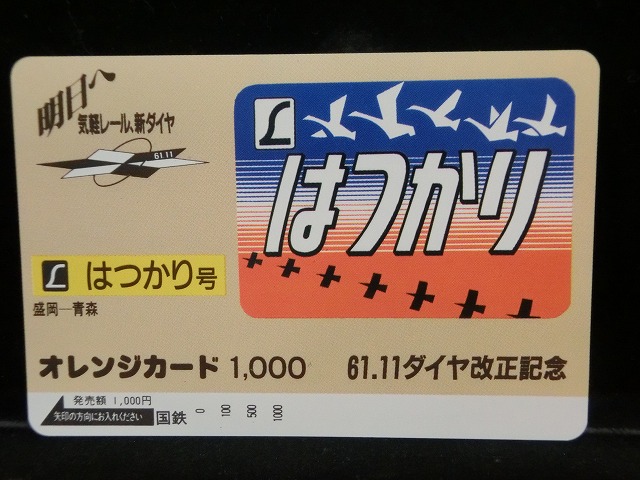 明日へ
気軽レール、新ダイヤ
61.11
L
はつかり
L はつかり号
盛岡―青森
オレンジカード 1,000 61.11ダイヤ改正記念
発売額 1,000円
矢印の方向にお入れください 国鉄 0 100 500 1000